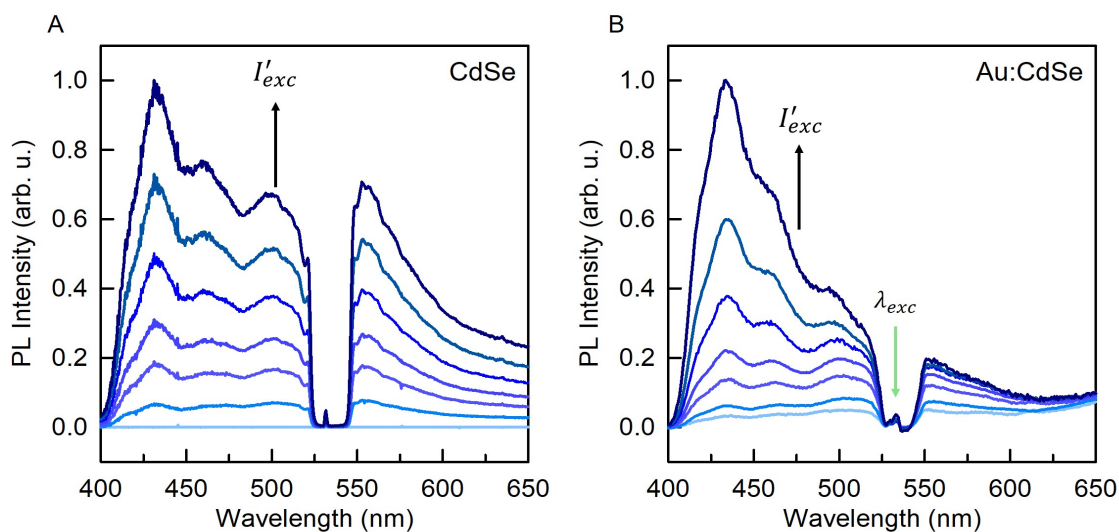 A
CdSe
I'exc
PL Intensity (arb. u.)
1.0
0.8
0.6
0.4
0.2
0.0
400 450 500 550 600 650
Wavelength (nm)
B
Au:CdSe
I'exc
λexc
PL Intensity (arb. u.)
1.0
0.8
0.6
0.4
0.2
0.0
400 450 500 550 600 650
Wavelength (nm)